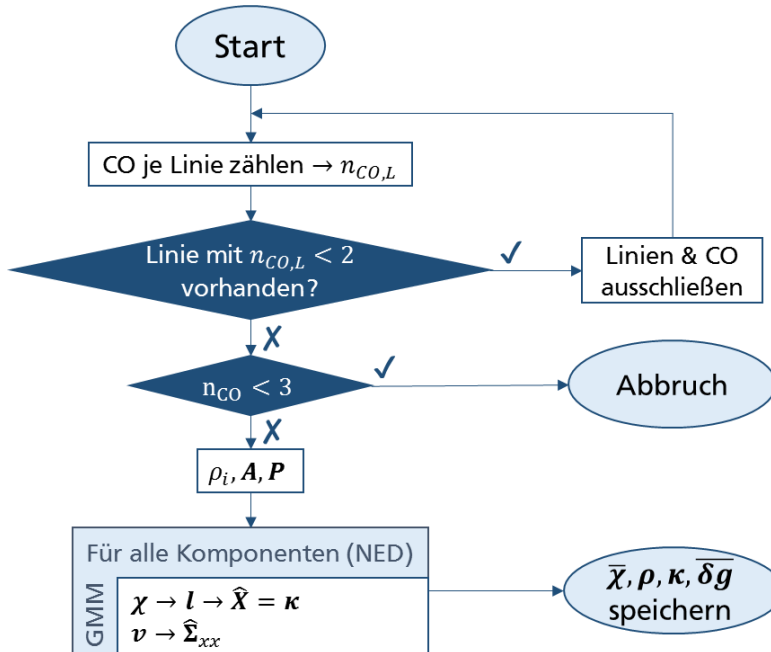 Start
CO je Linie zählen → n_{CO,L}
Linie mit n_{CO,L} < 2
vorhanden?
✓
Linien & CO
ausschließen
✗
n_{CO} < 3
✓
Abbruch
✗
ρ_i, A, P
Für alle Komponenten (NED)
GMM
χ → l → X̂ = κ
v → Σ̂_{xx}
χ̅, ρ, κ, δg̅
speichern